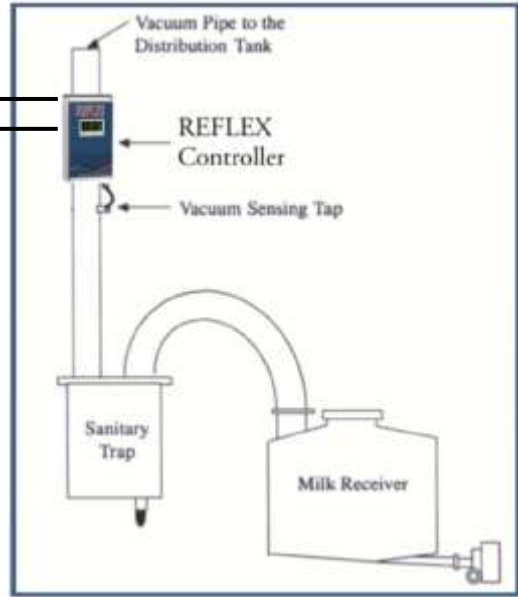 Vacuum Pipe to the
Distribution Tank
REFLEX
Controller
Vacuum Sensing Tap
Sanitary
Trap
Milk Receiver